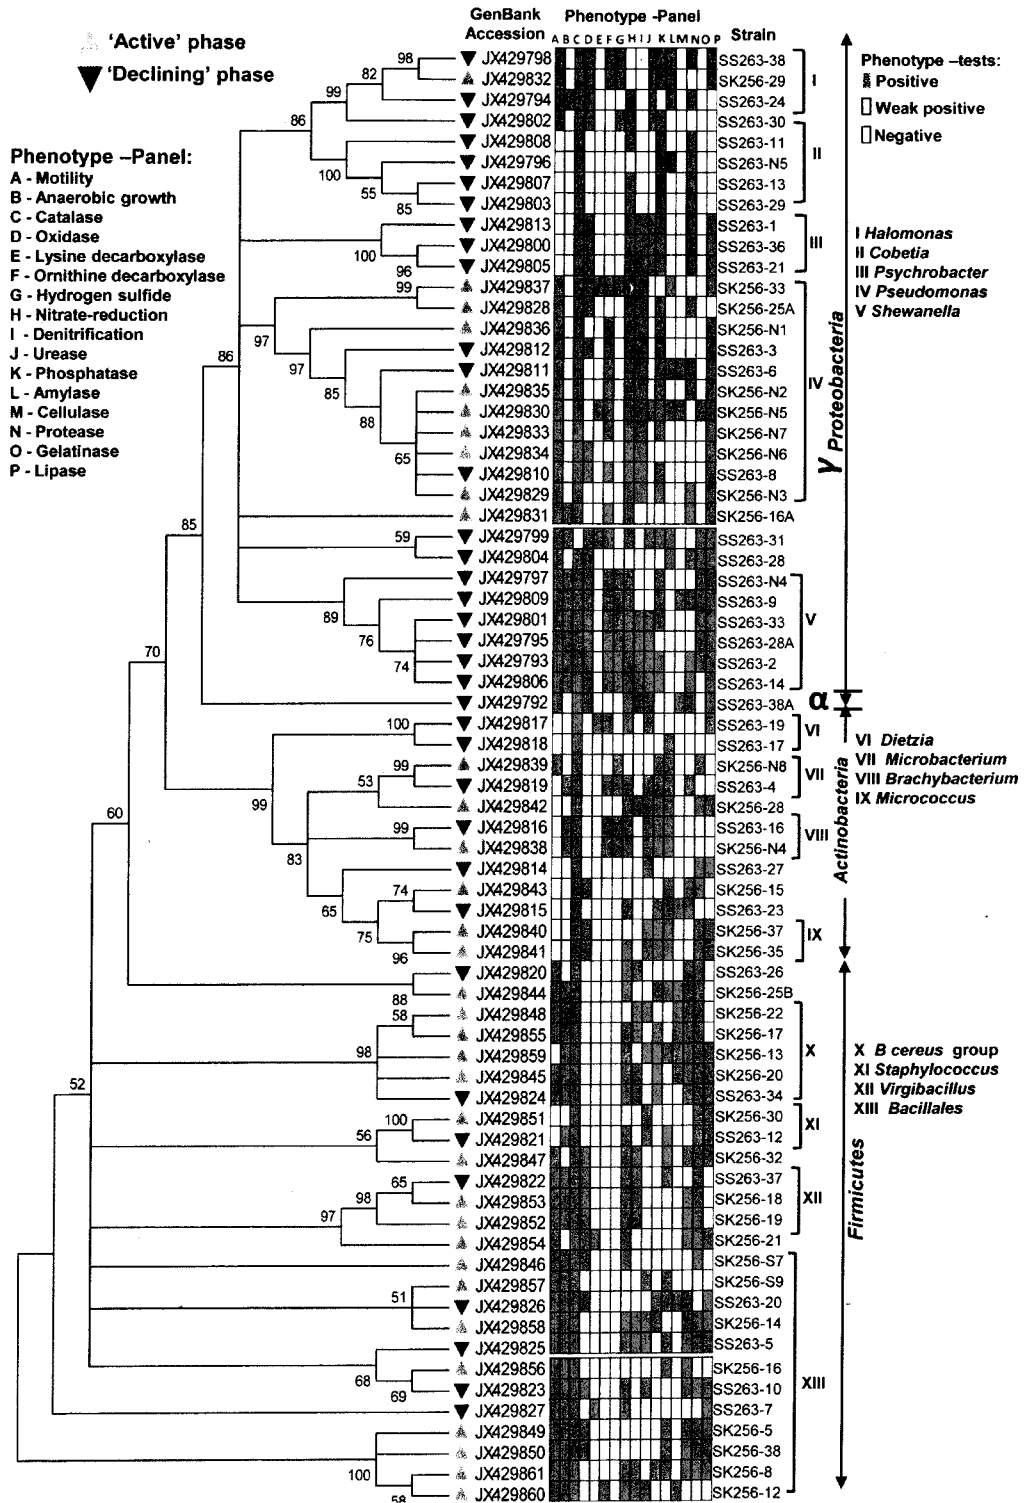 GenBank Accession
Phenotype -Panel
A B C D E F G H I J K L M N O P
Strain
'Active' phase
'Declining' phase
Phenotype –tests:
Positive
Weak positive
Negative
Phenotype –Panel:
A - Motility
B - Anaerobic growth
C - Catalase
D - Oxidase
E - Lysine decarboxylase
F - Ornithine decarboxylase
G - Hydrogen sulfide
H - Nitrate-reduction
I - Denitrification
J - Urease
K - Phosphatase
L - Amylase
M - Cellulase
N - Protease
O - Gelatinase
P - Lipase
98
82
99
86
100
55
85
100
96
99
97
97
85
88
65
86
59
85
89
76
74
70
100
99
53
99
83
74
65
75
96
99
60
88
58
98
52
100
56
65
98
97
51
68
69
100
58
JX429798 SS263-38
JX429832 SK256-29
JX429794 SS263-24
JX429802 SS263-30
JX429808 SS263-11
JX429796 SS263-N5
JX429807 SS263-13
JX429803 SS263-29
JX429813 SS263-1
JX429800 SS263-36
JX429805 SS263-21
JX429837 SK256-33
JX429828 SK256-25A
JX429836 SK256-N1
JX429812 SS263-3
JX429811 SS263-6
JX429835 SK256-N2
JX429830 SK256-N5
JX429833 SK256-N7
JX429834 SK256-N6
JX429810 SS263-8
JX429829 SK256-N3
JX429831 SK256-16A
JX429799 SS263-31
JX429804 SS263-28
JX429797 SS263-N4
JX429809 SS263-9
JX429801 SS263-33
JX429795 SS263-28A
JX429793 SS263-2
JX429806 SS263-14
JX429792 SS263-38A
JX429817 SS263-19
JX429818 SS263-17
JX429839 SK256-N8
JX429819 SS263-4
JX429842 SK256-28
JX429816 SS263-16
JX429838 SK256-N4
JX429814 SS263-27
JX429843 SK256-15
JX429815 SS263-23
JX429840 SK256-37
JX429841 SK256-35
JX429820 SS263-26
JX429844 SK256-25B
JX429848 SK256-22
JX429855 SK256-17
JX429859 SK256-13
JX429845 SK256-20
JX429824 SS263-34
JX429851 SK256-30
JX429821 SS263-12
JX429847 SK256-32
JX429822 SS263-37
JX429853 SK256-18
JX429852 SK256-19
JX429854 SK256-21
JX429846 SK256-S7
JX429857 SK256-S9
JX429826 SS263-20
JX429858 SK256-14
JX429825 SS263-5
JX429856 SK256-16
JX429823 SS263-10
JX429827 SS263-7
JX429849 SK256-5
JX429850 SK256-38
JX429861 SK256-8
JX429860 SK256-12
I
II
III
IV
V
VI
VII
VIII
IX
X
XI
XII
XIII
γ Proteobacteria
α
Actinobacteria
Firmicutes
I Halomonas
II Cobetia
III Psychrobacter
IV Pseudomonas
V Shewanella
VI Dietzia
VII Microbacterium
VIII Brachybacterium
IX Micrococcus
X B cereus group
XI Staphylococcus
XII Virgibacillus
XIII Bacillales